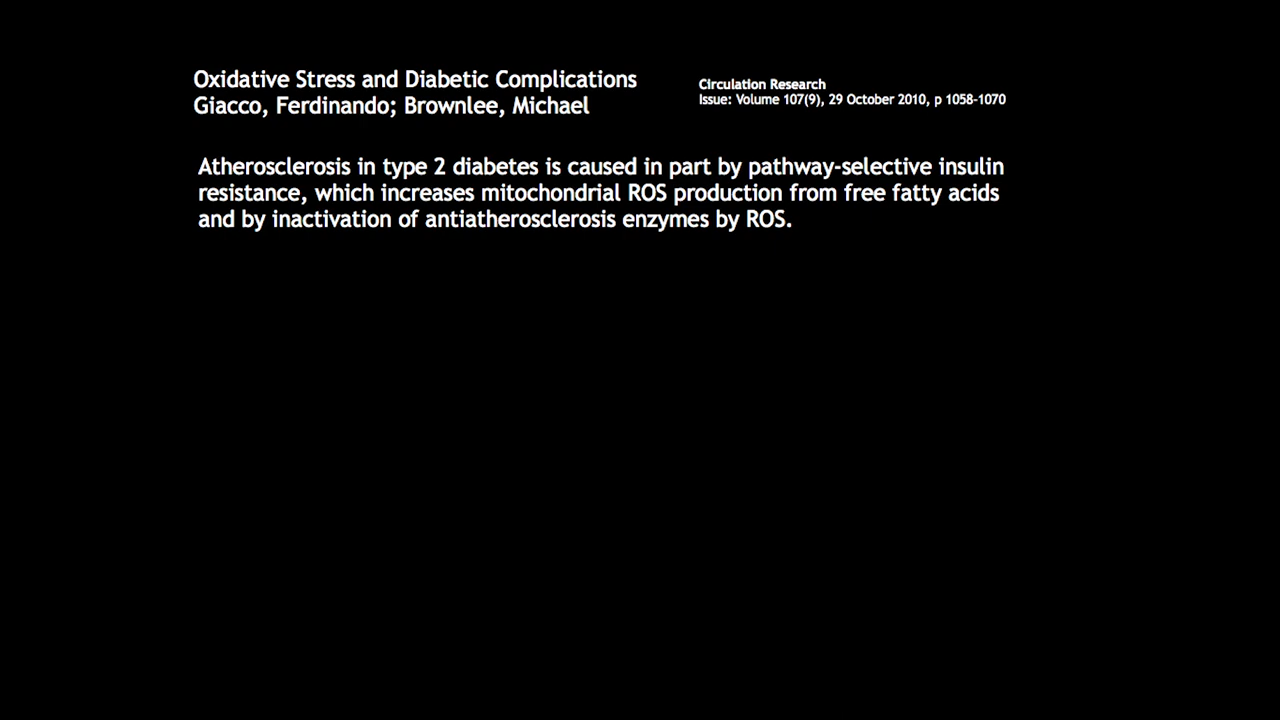 Oxidative Stress and Diabetic Complications
Giacco, Ferdinando; Brownlee, Michael
Circulation Research
Issue: Volume 107(9), 29 October 2010, p 1058-1070
Atherosclerosis in type 2 diabetes is caused in part by pathway-selective insulin
resistance, which increases mitochondrial ROS production from free fatty acids
and by inactivation of antiatherosclerosis enzymes by ROS.